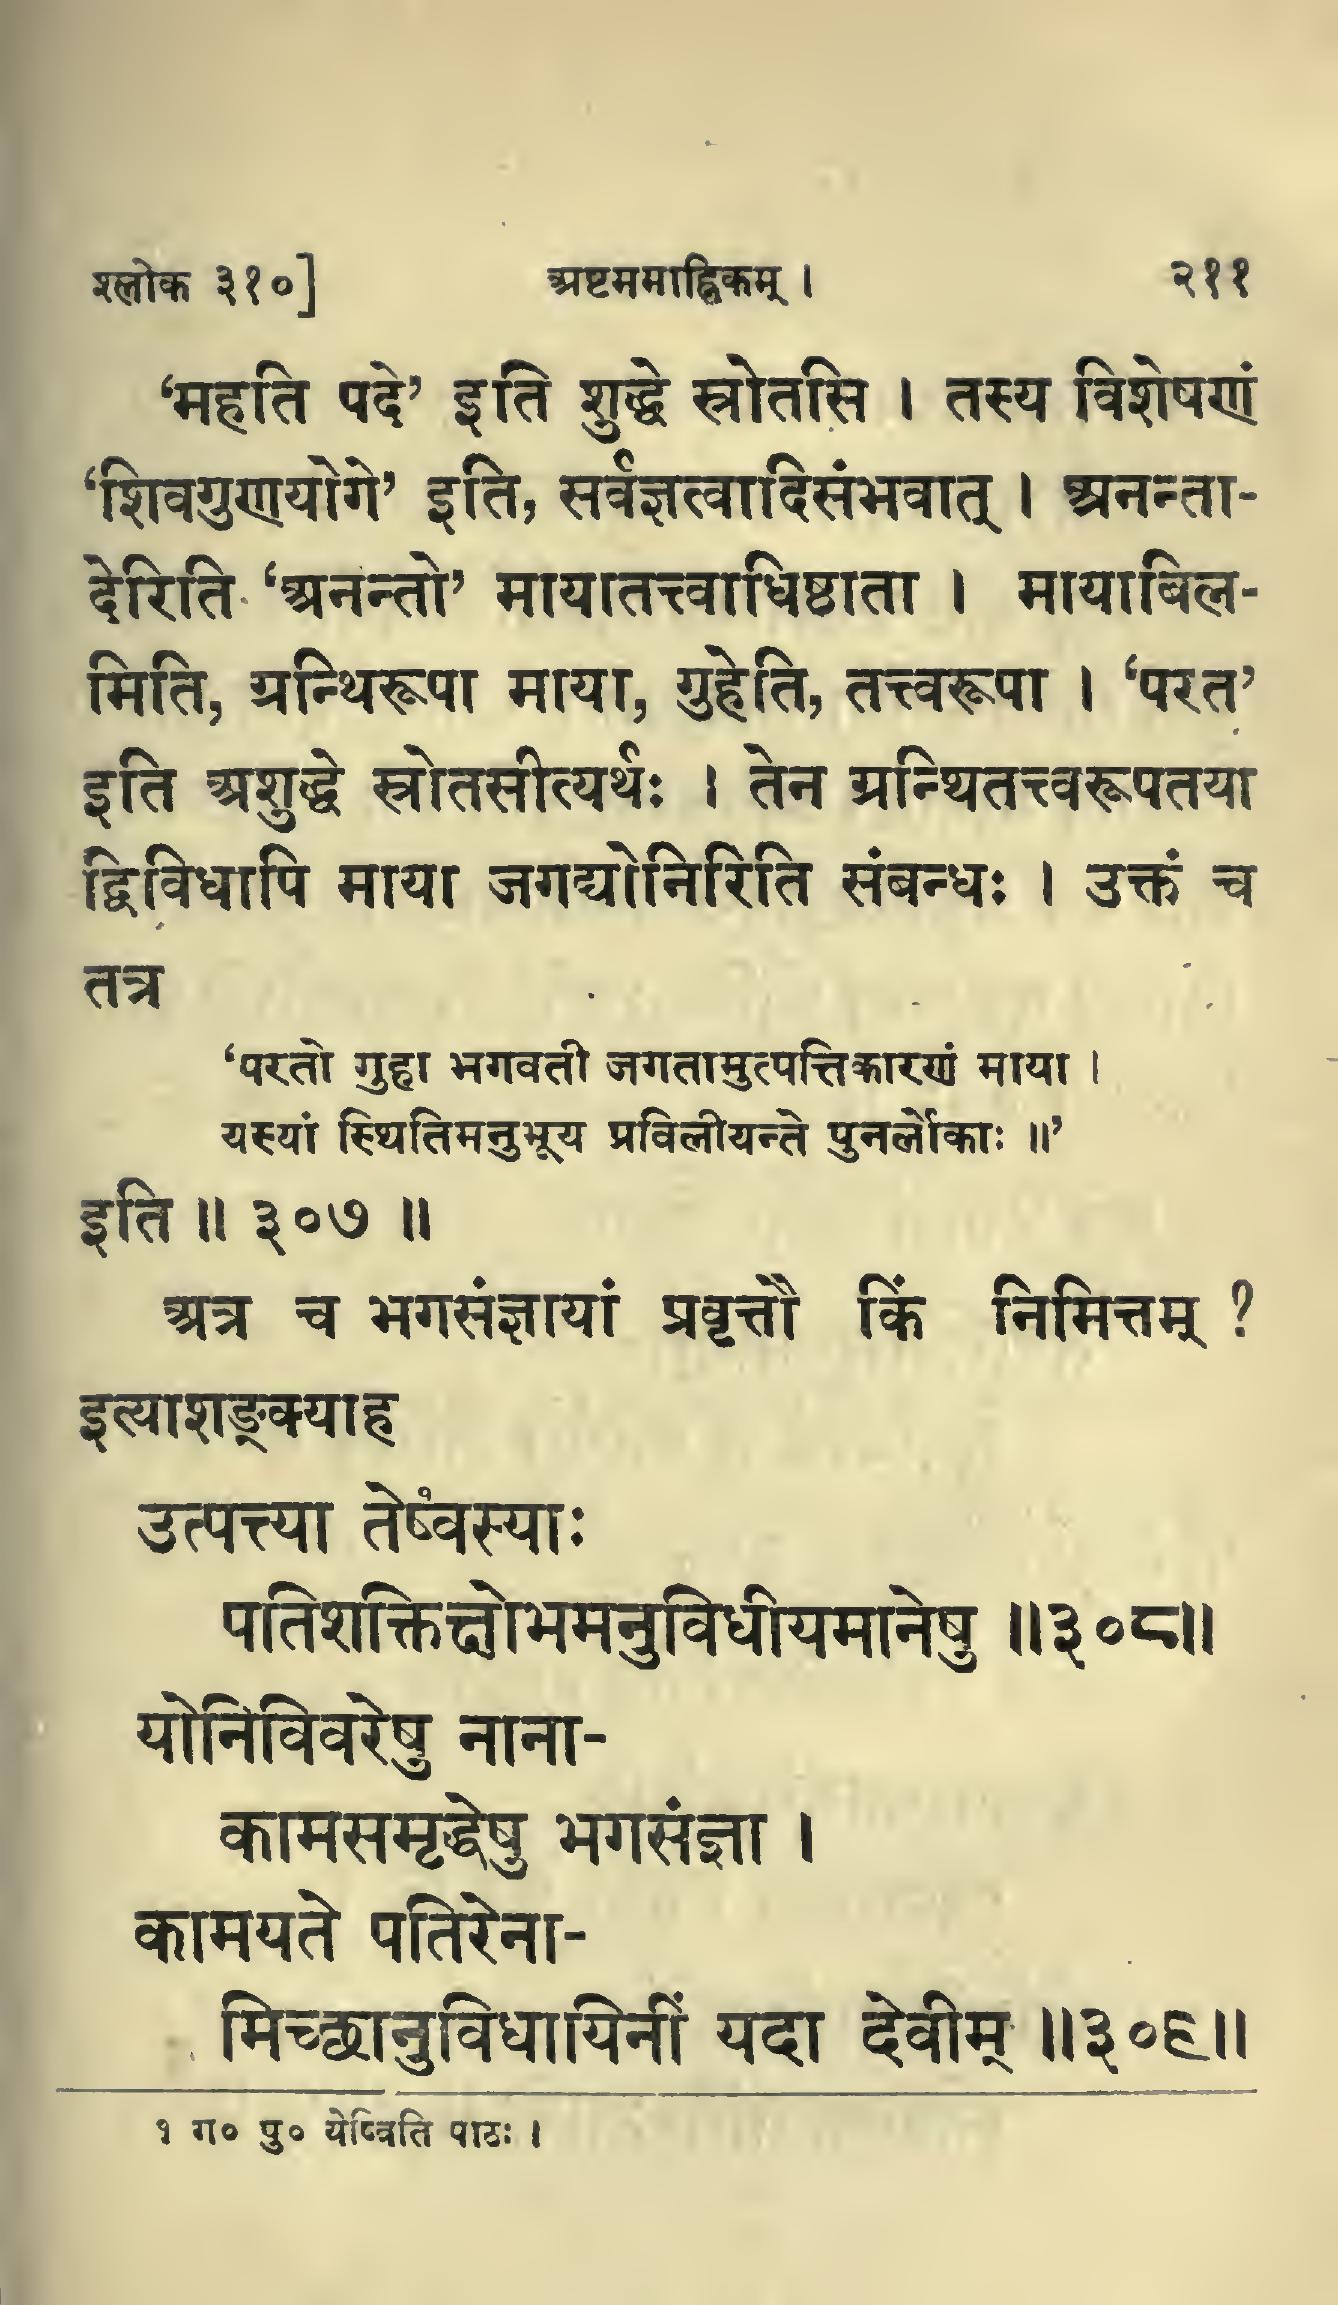 श्लोक ३१०] अष्टममाह्निकम् । २११
‘महति पदे’ इति शुद्धे स्रोतसि । तस्य विशेषणं
‘शिवगुणयोगे’ इति, सर्वज्ञत्वादिसंभवात् । अनन्ता-
देरिति ‘अनन्तो’ मायातत्त्वाधिष्ठाता । मायाबिल-
मिति, ग्रन्थिरूपा माया, गुहेति, तत्त्वरूपा । ‘परत’
इति अशुद्धे स्रोतसीत्यर्थः । तेन ग्रन्थितत्त्वरूपतया
द्विविधापि माया जगद्योनिरिति संबन्धः । उक्तं च
तत्र
‘परतो गुहा भगवती जगतामुत्पत्तिकारणं माया ।
यस्यां स्थितिमनुभूय प्रविलीयन्ते पुनर्लोकाः ॥’
इति ॥ ३०७ ॥
अत्र च भगसंज्ञायां प्रवृत्तौ किं निमित्तम् ?
इत्याशङ्क्याह
उत्पत्त्या तेष्१वस्याः
पतिशक्तिक्षोभमनुविधीयमानेषु ॥३०८॥
योनिविवरेषु नाना-
कामसमृद्धेषु भगसंज्ञा ।
कामयते पतिरेना-
मिच्छानुविधायिनीं यदा देवीम् ॥३०९॥
१ ग० पु० येष्विति पाठः ।